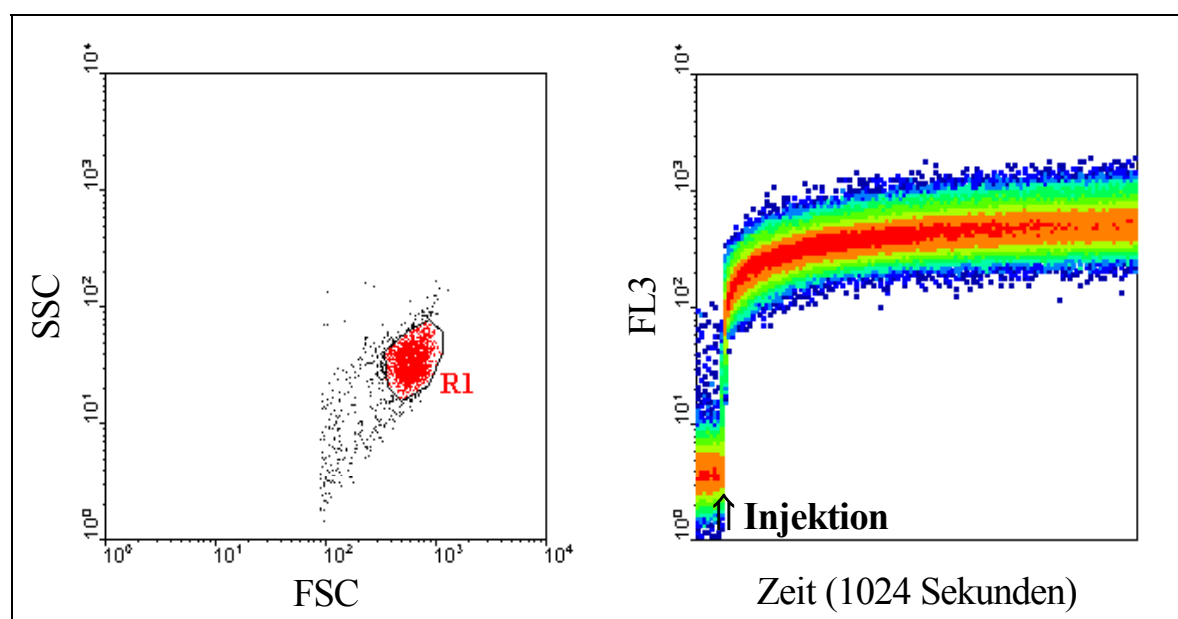 SSC
10⁴
10³
10²
10¹
10⁰
R1
10⁰ 10¹ 10² 10³ 10⁴
FSC
FL3
10⁴
10³
10²
10¹
10⁰
⇑ Injektion
Zeit (1024 Sekunden)